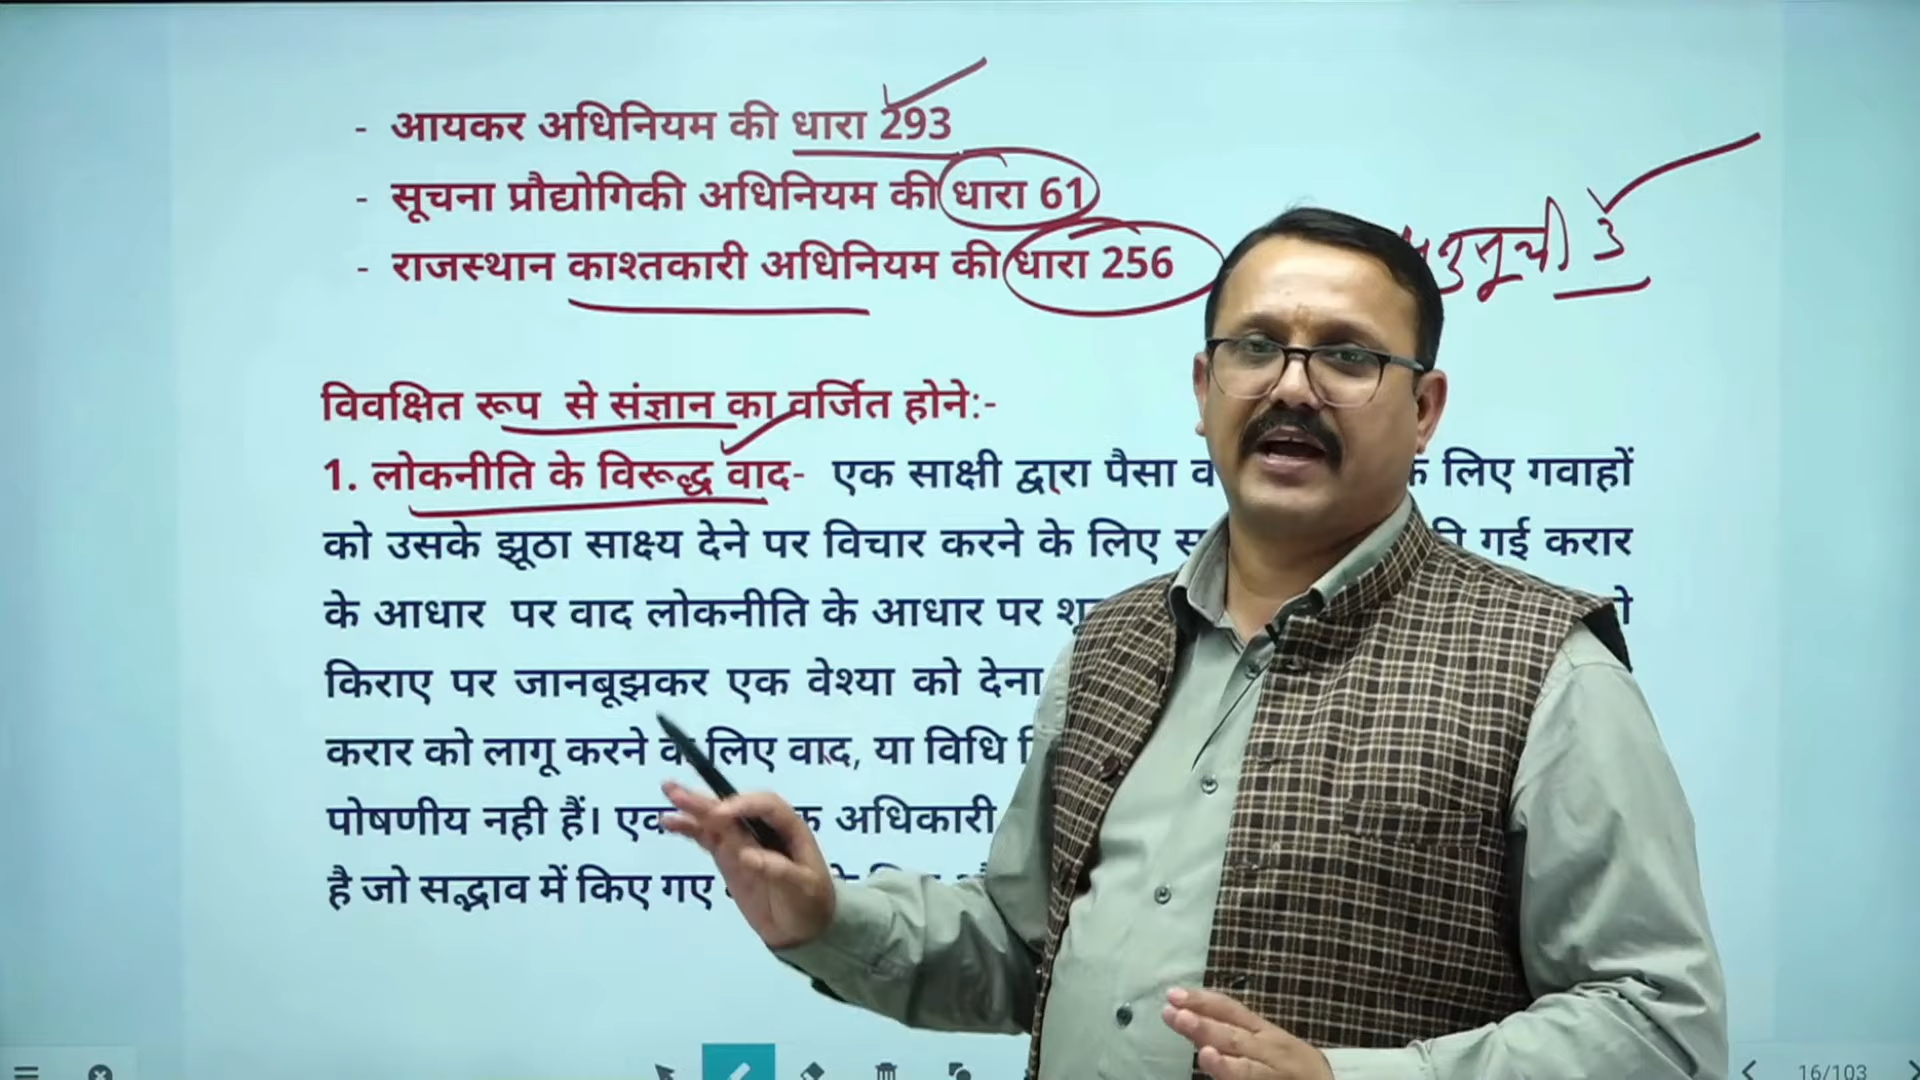 - आयकर अधिनियम की धारा 293
- सूचना प्रौद्योगिकी अधिनियम की धारा 61
- राजस्थान काश्तकारी अधिनियम की धारा 256
3
विवक्षित रूप से संज्ञान का वर्जित होने:-
1. लोकनीति के विरूद्ध वाद- एक साक्षी द्वारा पैसा लिए गवाहों
को उसके झूठा साक्ष्य देने पर विचार करने के लिए गई करार
के आधार पर वाद लोकनीति के आधार पर
किराए पर जानबूझकर एक वेश्या को देना
करार को लागू करने लिए वाद, या विधि
पोषणीय नही हैं। अधिकारी
है जो सद्भाव में किए गए
16/103